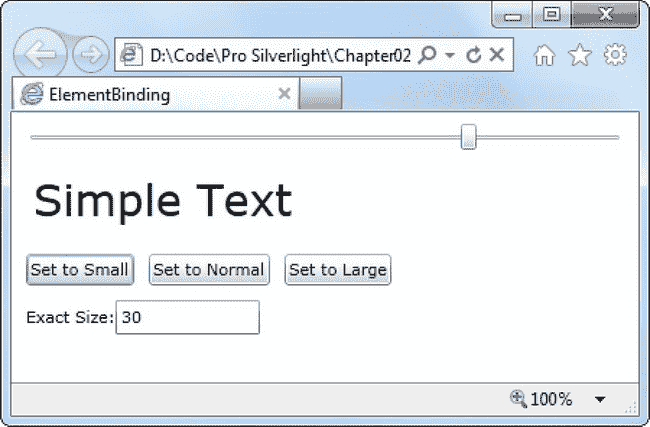 D:\Code\Pro Silverlight\Chapter02
ElementBinding
Simple Text
Set to Small Set to Normal Set to Large
Exact Size: 30
100%